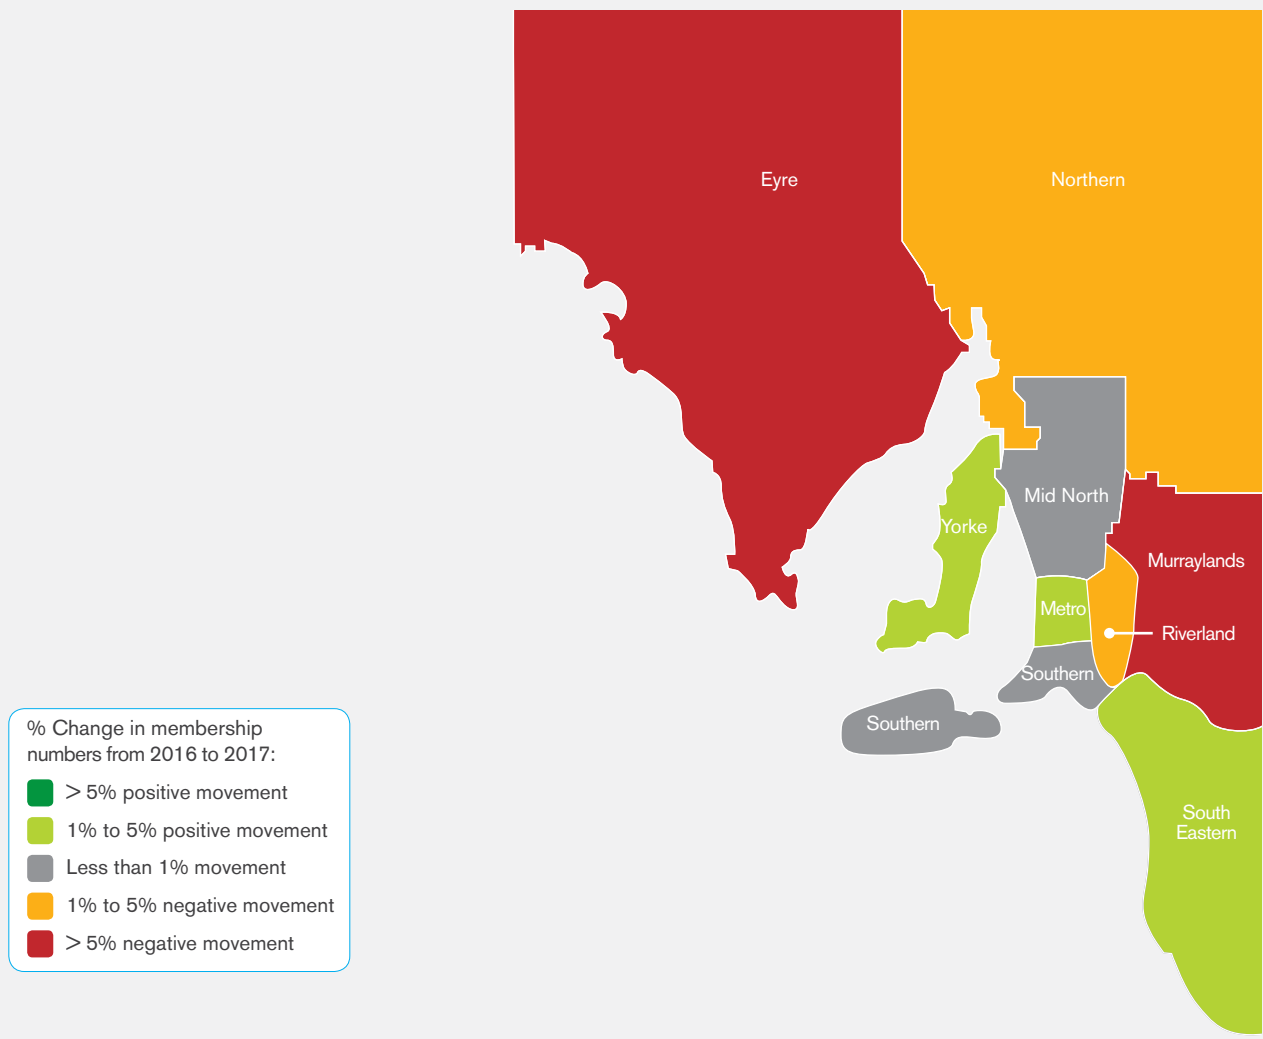 Eyre
Northern
Mid North
Yorke
Murraylands
Metro
Riverland
Southern
Southern
South
Eastern
% Change in membership
numbers from 2016 to 2017:
> 5% positive movement
1% to 5% positive movement
Less than 1% movement
1% to 5% negative movement
> 5% negative movement